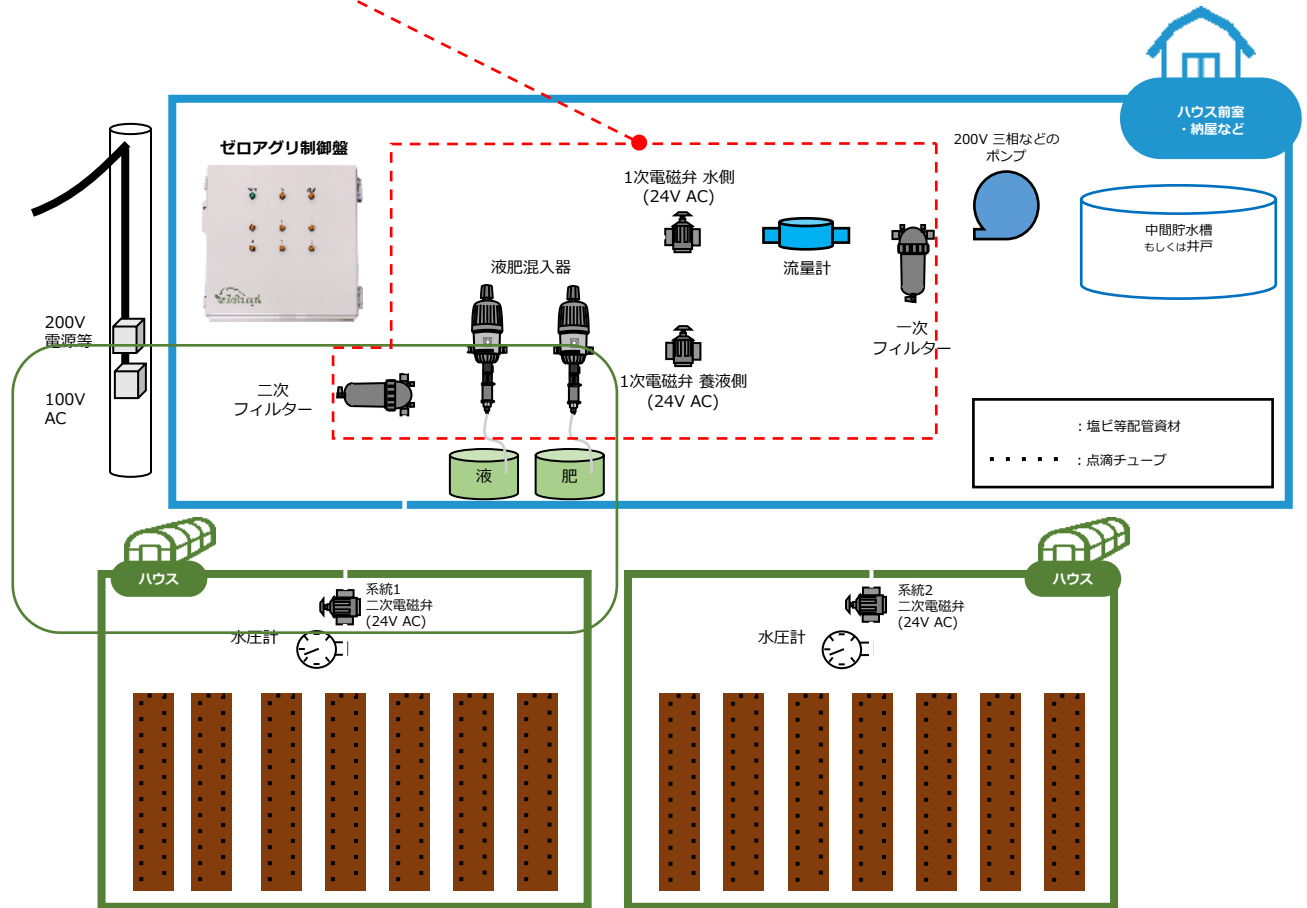 ハウス前室
・納屋など
ゼロアグリ制御盤
200V 三相などの
ポンプ
1次電磁弁 水側
(24V AC)
中間貯水槽
もしくは井戸
流量計
液肥混入器
200V
電源等
一次
フィルター
1次電磁弁 養液側
(24V AC)
二次
フィルター
100V
AC
：塩ビ等配管資材
：点滴チューブ
液
肥
ハウス
系統1
二次電磁弁
(24V AC)
水圧計
ハウス
系統2
二次電磁弁
(24V AC)
水圧計